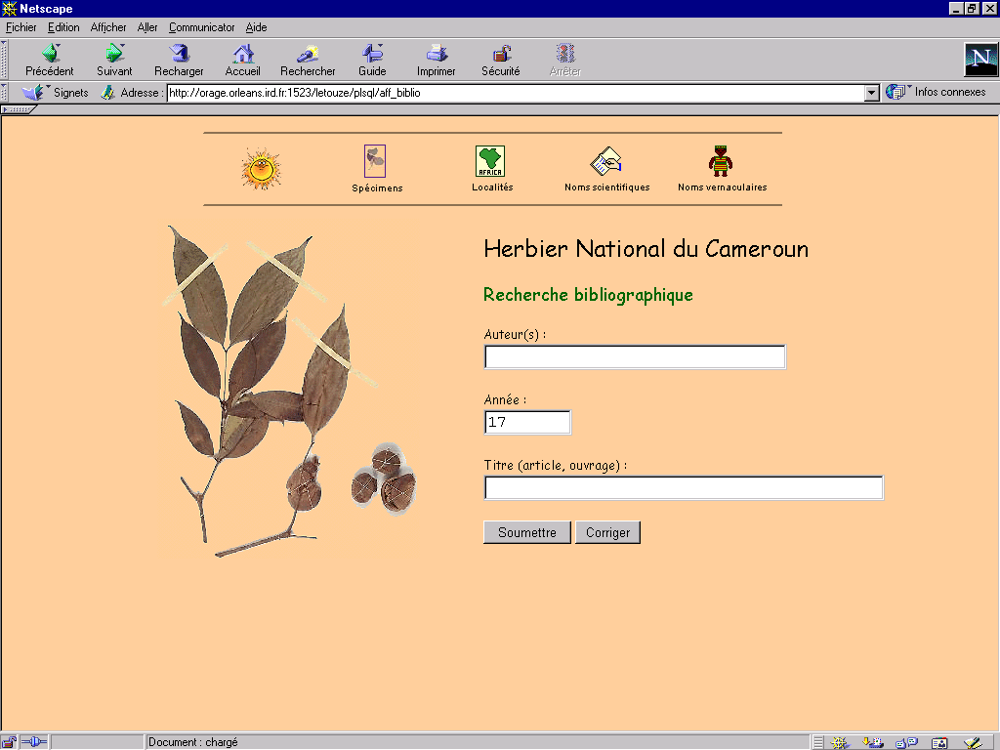 Netscape
Fichier Edition Afficher Aller Communicator Aide
Précédent Suivant Recharger Accueil Rechercher Guide Imprimer Sécurité Arrêter
N
Signets Adresse : http://orage.orleans.ird.fr:1523/letouze/plsql/aff_biblio Infos connexes
AFRICA
Spécimens Localités Noms scientifiques Noms vernaculaires
Herbier National du Cameroun
Recherche bibliographique
Auteur(s) :
Année :
17
Titre (article, ouvrage) :
Soumettre Corriger
Document : chargé